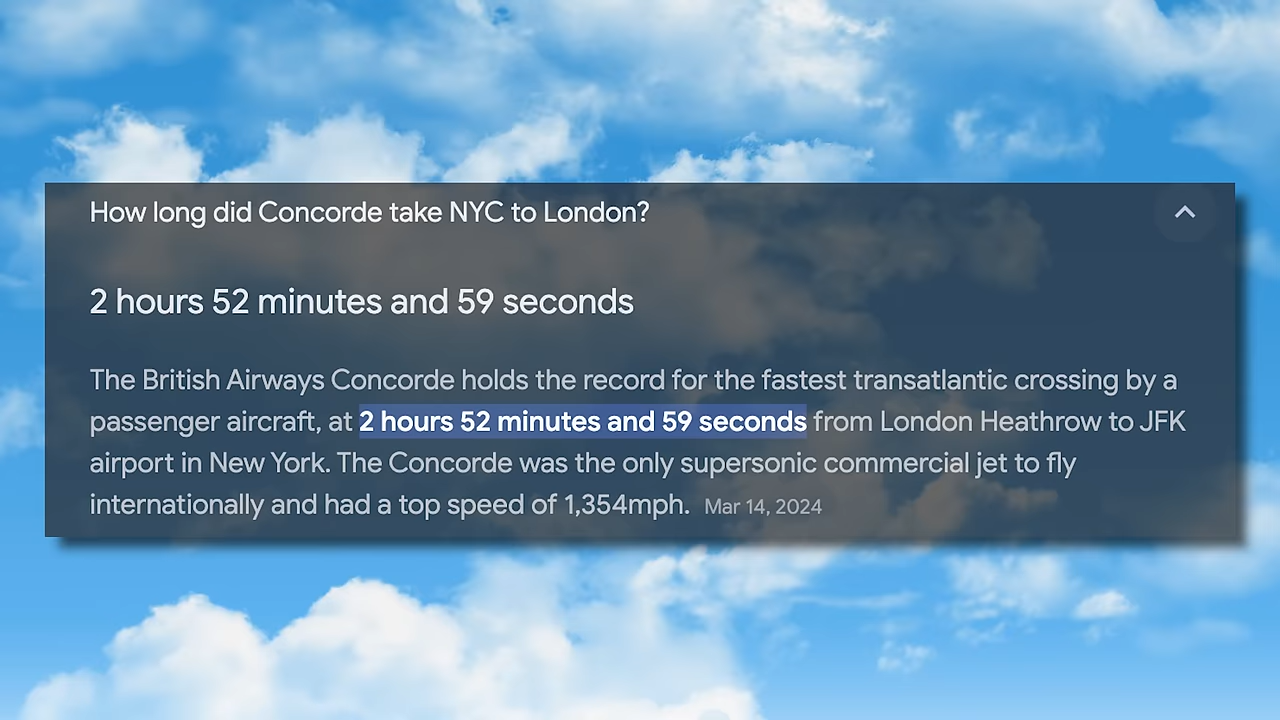 How long did Concorde take NYC to London?
2 hours 52 minutes and 59 seconds
The British Airways Concorde holds the record for the fastest transatlantic crossing by a
passenger aircraft, at 2 hours 52 minutes and 59 seconds from London Heathrow to JFK
airport in New York. The Concorde was the only supersonic commercial jet to fly
internationally and had a top speed of 1,354mph. Mar 14, 2024